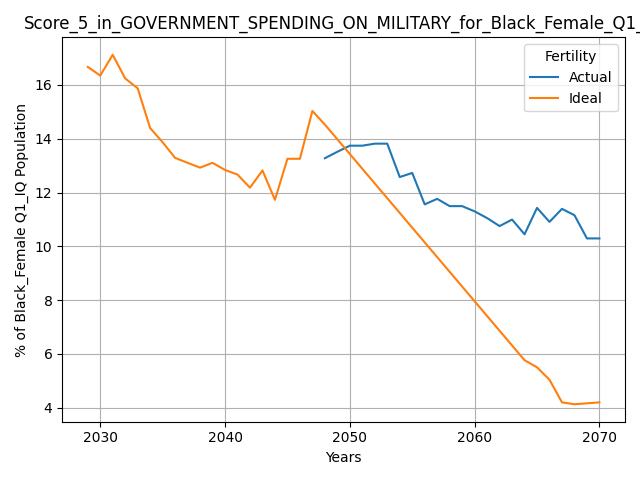 Score_5_in_GOVERNMENT_SPENDING_ON_MILITARY_for_Black_Female_Q1_
Fertility
Actual
Ideal
% of Black_Female Q1_IQ Population
16
14
12
10
8
6
4
2030 2040 2050 2060 2070
Years